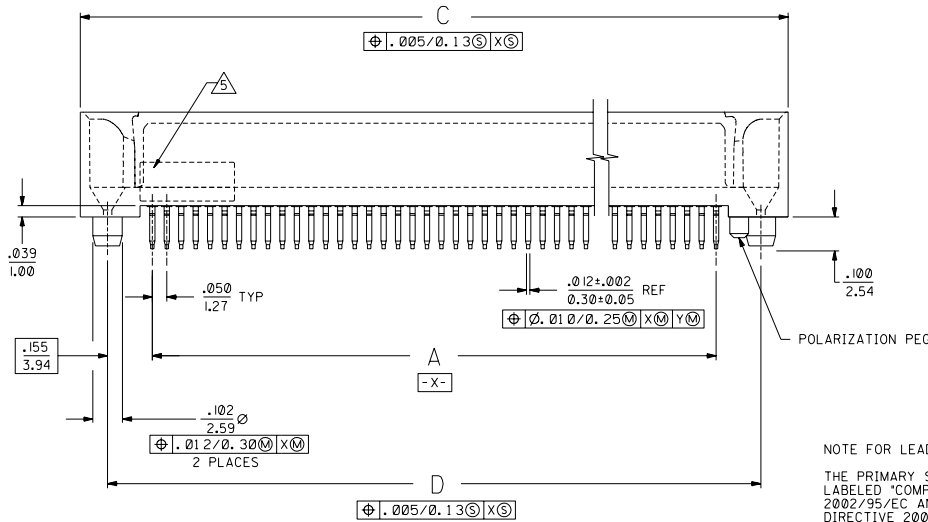 C
⌖ .005/0.13Ⓢ XⓈ
5
.039
1.00
.050
1.27 TYP
.012±.002
0.30±0.05 REF
⌖ Ø.010/0.25Ⓜ XⓂ YⓂ
.100
2.54
POLARIZATION PEG
.155
3.94
A
-X-
.102
2.59 Ø
⌖ .012/0.30Ⓜ XⓂ
2 PLACES
D
⌖ .005/0.13Ⓢ XⓈ
NOTE FOR LEAD
THE PRIMARY
LABELED "COMP
2002/95/EC
DIRECTIVE 200